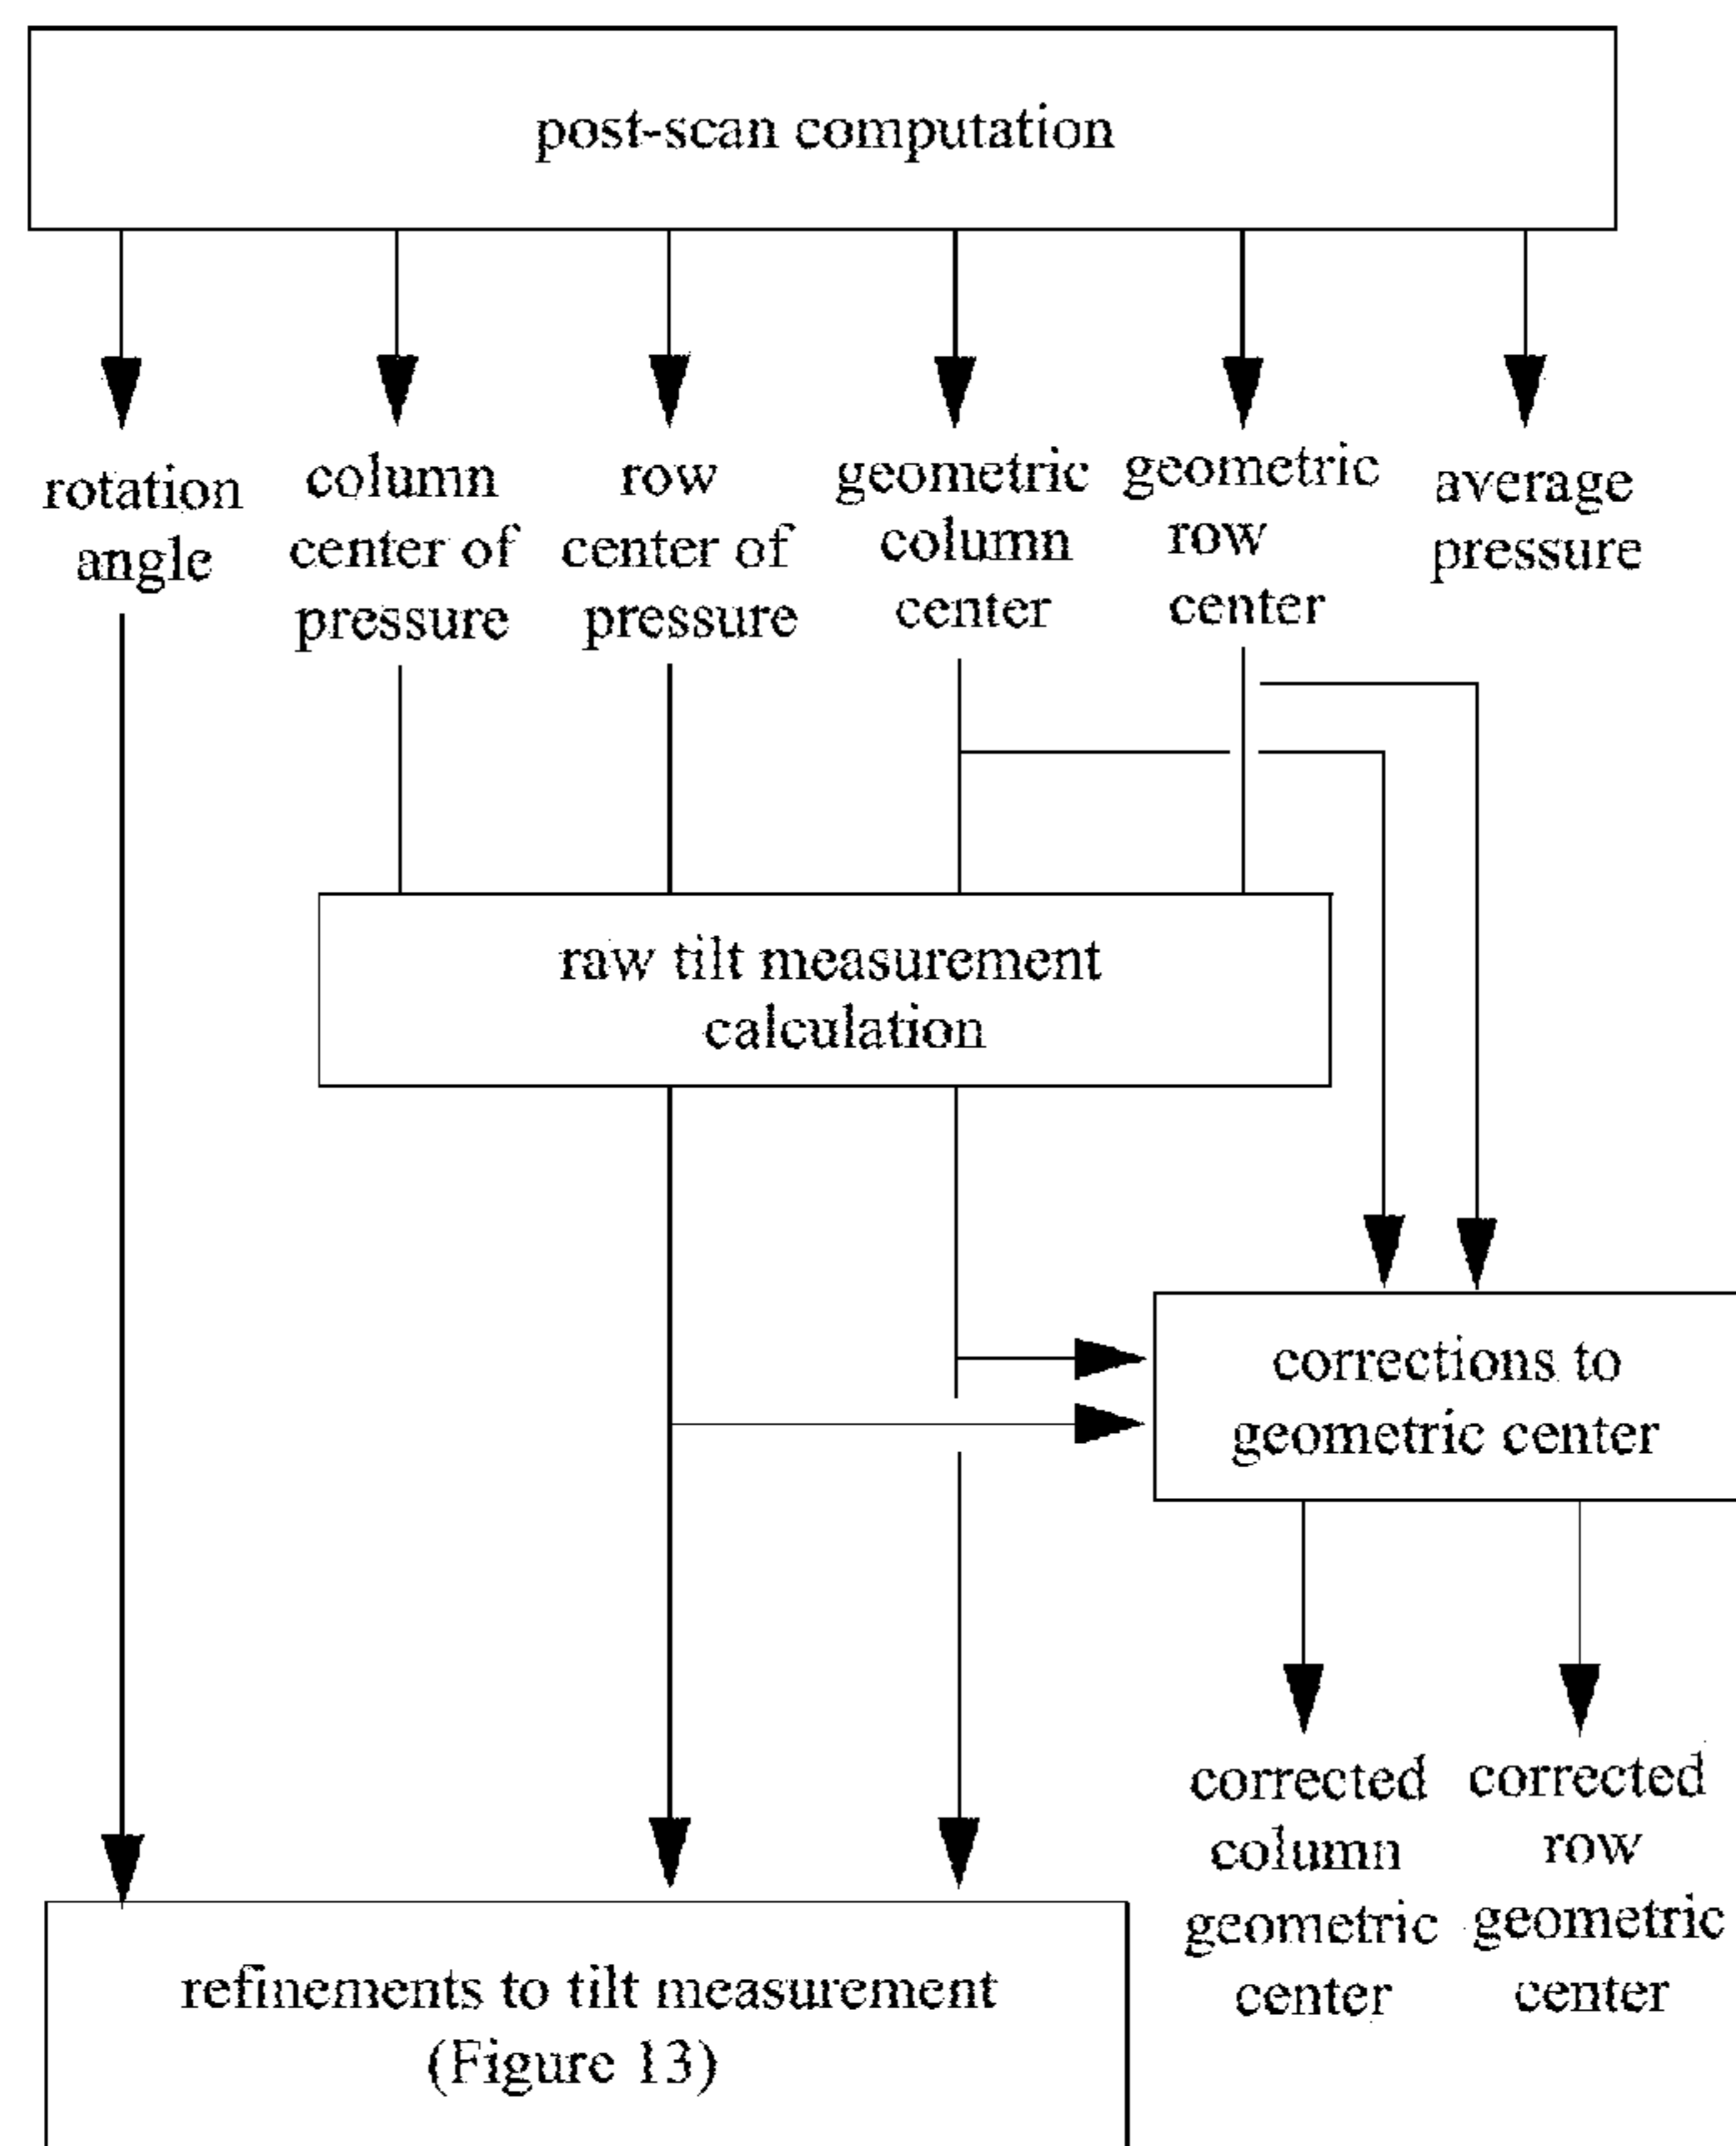 post-scan computation
rotation
angle
column
center of
pressure
row
center of
pressure
geometric
column
center
geometric
row
center
average
pressure
raw tilt measurement
calculation
corrections to
geometric center
corrected
column
geometric
center
corrected
row
geometric
center
refinements to tilt measurement
(Figure 13)